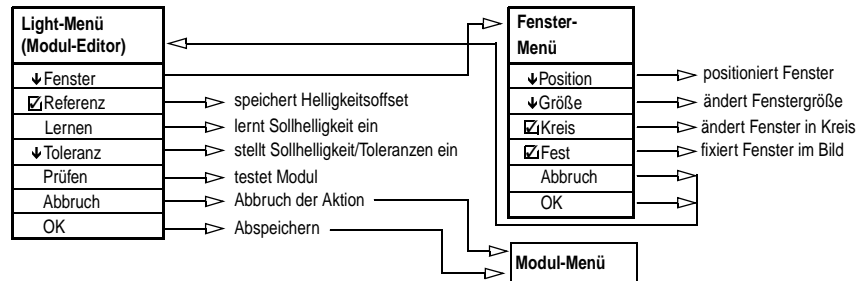 Light-Menü
(Modul-Editor)
Fenster
Referenz
speichert Helligkeitsoffset
Lernen
lernt Sollhelligkeit ein
Toleranz
stellt Sollhelligkeit/Toleranzen ein
Prüfen
testet Modul
Abbruch
Abbruch der Aktion
OK
Abspeichern
Fenster-
Menü
Position
positioniert Fenster
Größe
ändert Fenstergröße
Kreis
ändert Fenster in Kreis
Fest
fixiert Fenster im Bild
Abbruch
OK
Modul-Menü